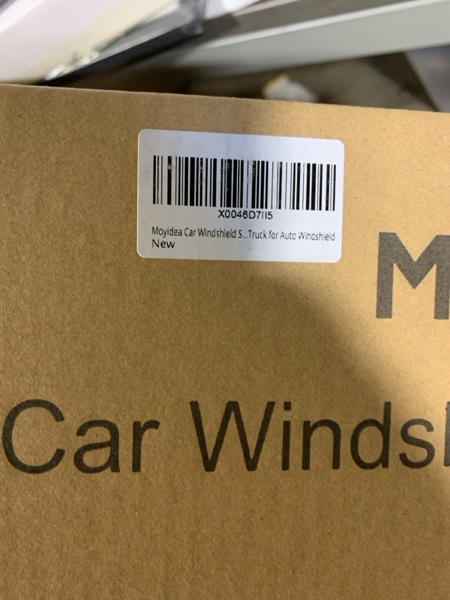 X0046D7II5
Moyidea Car Windshield S...Truck for Auto Windshield
New
M
Car Windsh